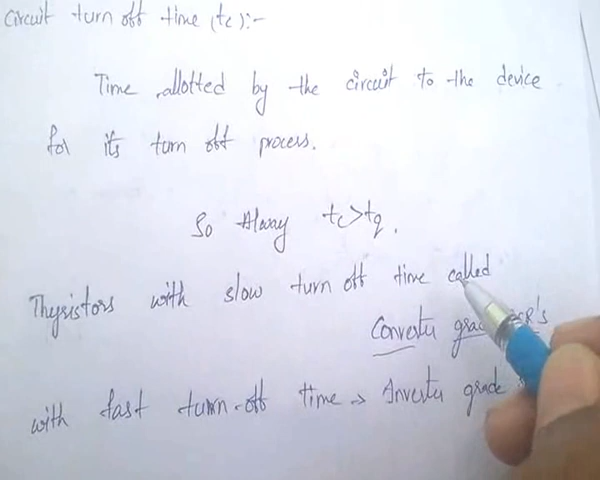 Circuit turn off time (tc):-
Time allotted by the circuit to the device
for its turn off process.
So Alway tc>tq.
Thyristors with slow turn off time called
Converter grade SCR's
with fast turn-off time → Inverter grade